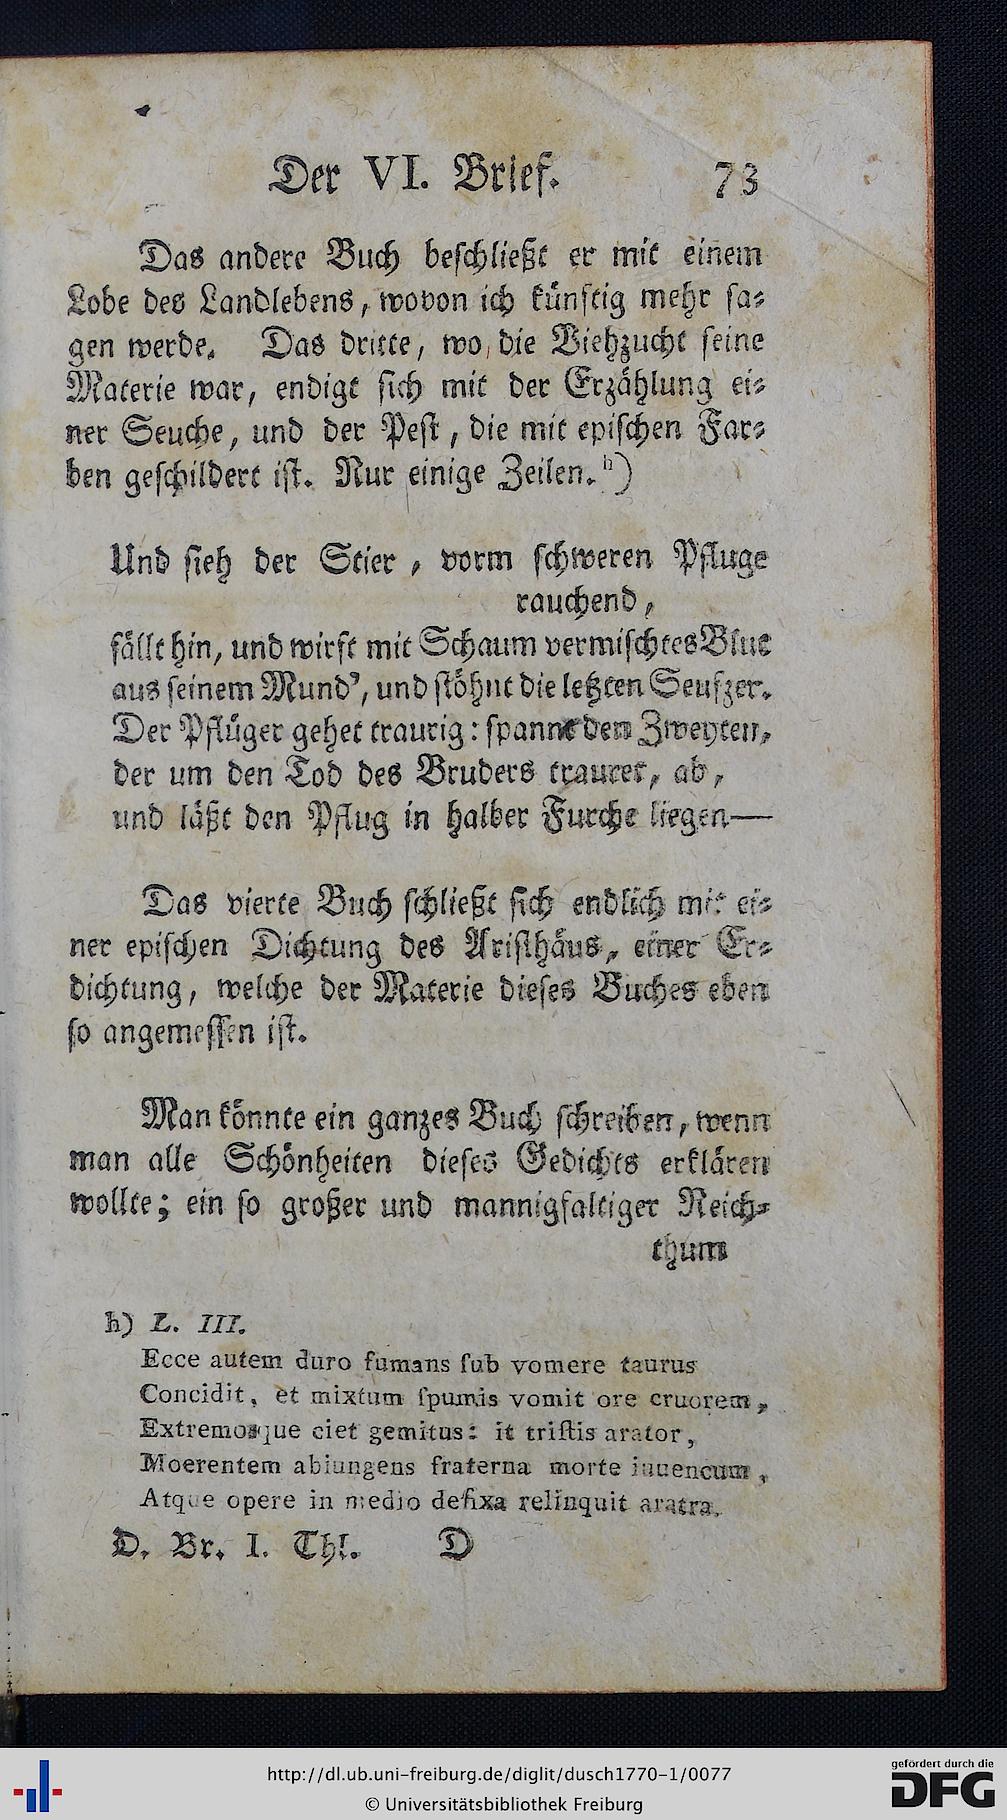 Der VI. Brief. 73
Das andere Buch beschließt er mit einem
Lobe des Landlebens, wovon ich künftig mehr sa-
gen werde. Das dritte, wo die Viehzucht seine
Materie war, endigt sich mit der Erzählung ei-
ner Seuche, und der Pest, die mit epischen Far-
ben geschildert ist. Nur einige Zeilen. h)
Und sieh der Stier, vorm schweren Pfluge
rauchend,
fällt hin, und wirft mit Schaum vermischtes Blut
aus seinem Mund', und stöhnt die letzten Seufzer.
Der Pflüger gehet traurig: spannt den Zweyten,
der um den Tod des Bruders trauret, ab,
und läßt den Pflug in halber Furche liegen—
Das vierte Buch schließt sich endlich mit ei-
ner epischen Dichtung des Aristhäus, einer Er-
dichtung, welche der Materie dieses Buches eben
so angemessen ist.
Man könnte ein ganzes Buch schreiben, wenn
man alle Schönheiten dieses Gedichts erklären
wollte; ein so großer und mannigfaltiger Reich-
thum
h) L. III.
Ecce autem duro fumans ſub vomere taurus
Concidit, et mixtum ſpumis vomit ore cruorem,
Extremosque ciet gemitus: it triſtis arator,
Moerentem abiungens fraterna morte iuuencum,
Atque opere in medio defixa relinquit aratra.
D. Br. I. Thl. D
http://dl.ub.uni-freiburg.de/diglit/dusch1770-1/0077
© Universitätsbibliothek Freiburg
gefördert durch die
DFG